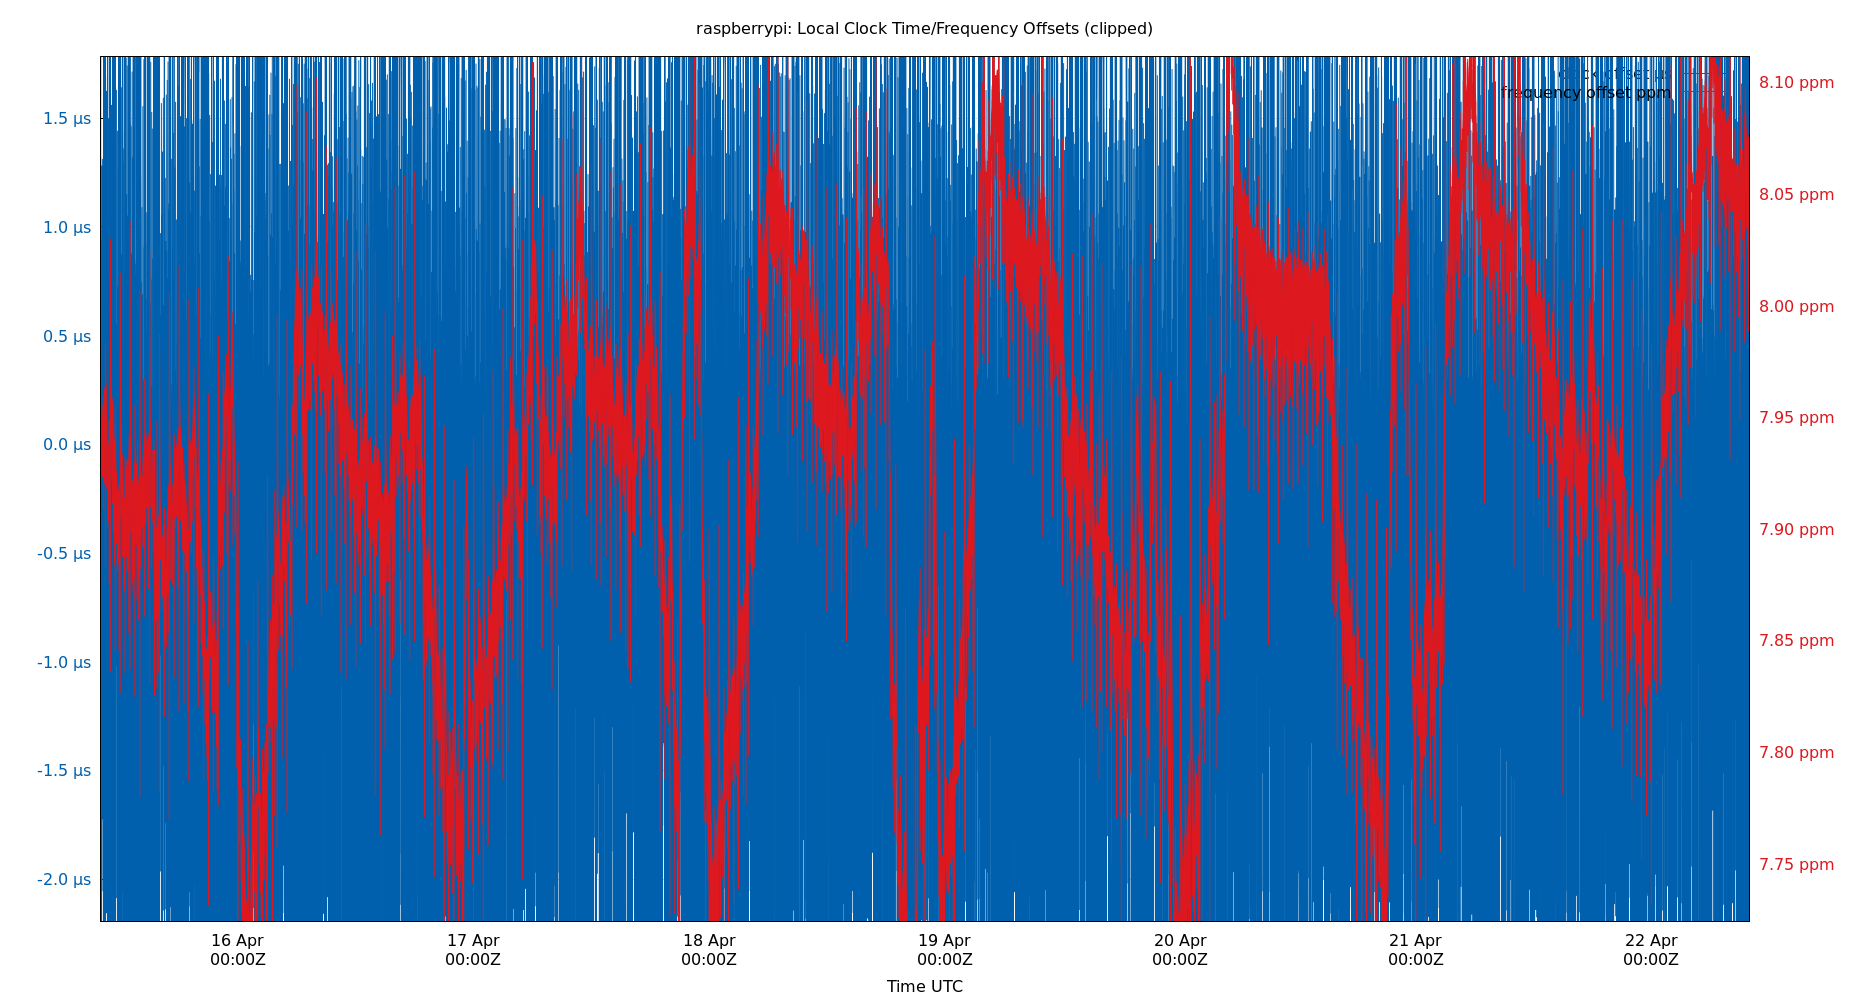 raspberrypi: Local Clock Time/Frequency Offsets (clipped)
clock offset µs
frequency offset ppm
1.5 µs
1.0 µs
0.5 µs
0.0 µs
-0.5 µs
-1.0 µs
-1.5 µs
-2.0 µs
8.10 ppm
8.05 ppm
8.00 ppm
7.95 ppm
7.90 ppm
7.85 ppm
7.80 ppm
7.75 ppm
16 Apr 17 Apr 18 Apr 19 Apr 20 Apr 21 Apr 22 Apr
00:00Z 00:00Z 00:00Z 00:00Z 00:00Z 00:00Z 00:00Z
Time UTC